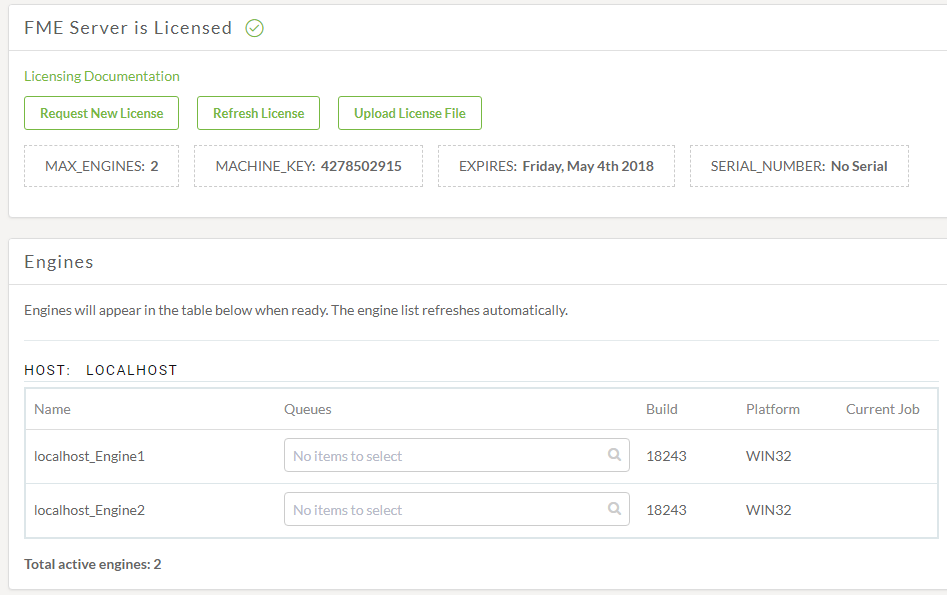 FME Server is Licensed
Licensing Documentation
Request New License Refresh License Upload License File
MAX_ENGINES: 2 MACHINE_KEY: 4278502915 EXPIRES: Friday, May 4th 2018 SERIAL_NUMBER: No Serial
Engines
Engines will appear in the table below when ready. The engine list refreshes automatically.
HOST: LOCALHOST
Name Queues Build Platform Current Job
localhost_Engine1 No items to select 18243 WIN32
localhost_Engine2 No items to select 18243 WIN32
Total active engines: 2